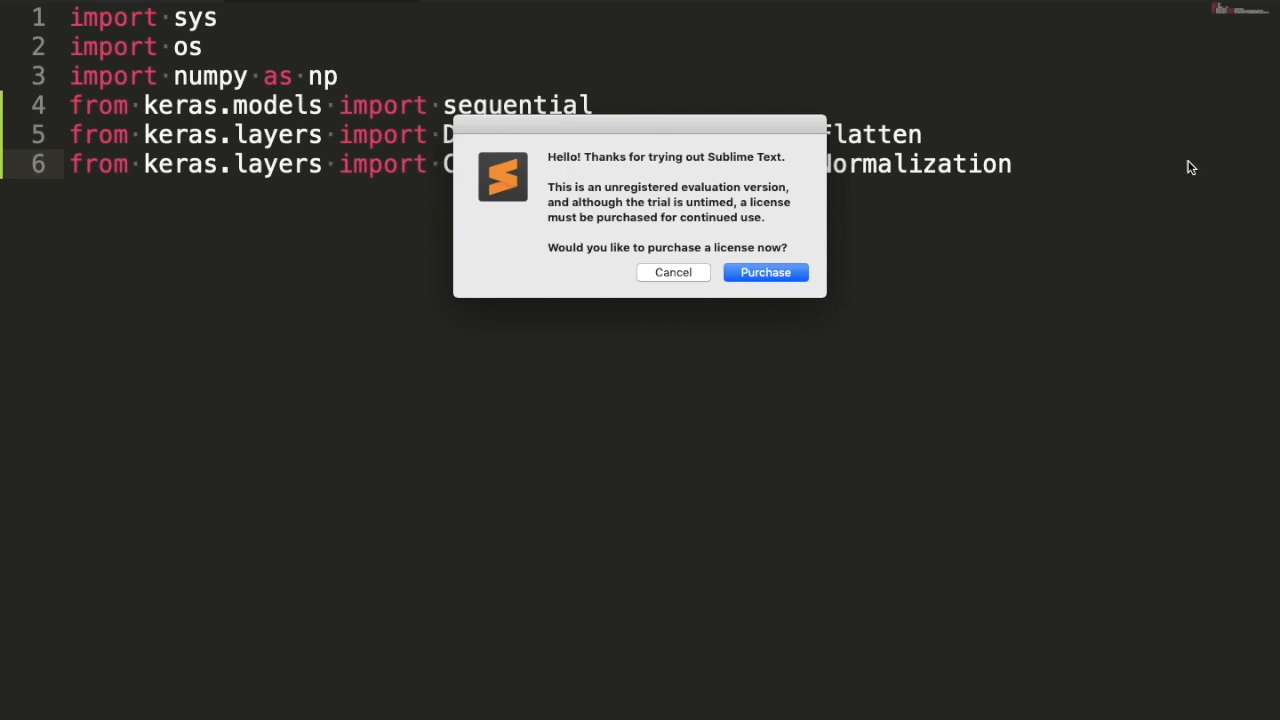 1 import sys
2 import os
3 import numpy as np
4 from keras.models import sequential
5 from keras.layers import D Flatten
6 from keras.layers import C Normalization
Hello! Thanks for trying out Sublime Text.
This is an unregistered evaluation version,
and although the trial is untimed, a license
must be purchased for continued use.
Would you like to purchase a license now?
Cancel Purchase